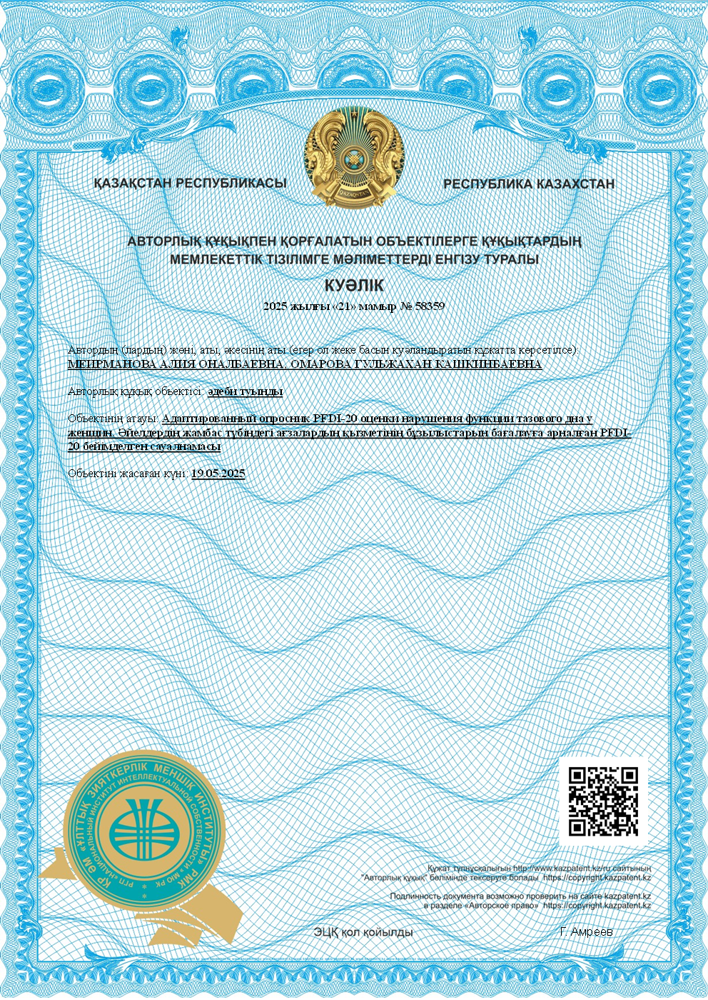 ҚАЗАҚСТАН РЕСПУБЛИКАСЫ
РЕСПУБЛИКА КАЗАХСТАН
QAZAQSTAN
АВТОРЛЫҚ ҚҰҚЫҚПЕН ҚОРҒАЛАТЫН ОБЪЕКТІЛЕРГЕ ҚҰҚЫҚТАРДЫҢ
МЕМЛЕКЕТТІК ТІЗІЛІМГЕ МӘЛІМЕТТЕРДІ ЕНГІЗУ ТУРАЛЫ
КУӘЛІК
2025 жылғы «21» мамыр № 58359
Автордың (лардың) жөні, аты, әкесінің аты (егер ол жеке басын куәландыратын құжатта көрсетілсе):
МЕИРМАНОВА АЛИЯ ОНАЛБАЕВНА, ОМАРОВА ГУЛЬЖАХАН КАШКИНБАЕВНА
Авторлық құқық объектісі: әдеби туынды
Объектінің атауы: Адаптированный опросник PFDI-20 оценки нарушения функции тазового дна у
женщин. Әйелдердің жамбас түбіндегі ағзалардың қызметінің бұзылыстарын бағалауға арналған PFDI-
20 бейімделген сауалнамасы
Объектіні жасаған күні: 19.05.2025
ҚР ӘМ «ҰЛТТЫҚ ЗИЯТКЕРЛІК МЕНШІК ИНСТИТУТЫ» РМК
РГП «НАЦИОНАЛЬНЫЙ ИНСТИТУТ ИНТЕЛЛЕКТУАЛЬНОЙ СОБСТВЕННОСТИ» МЮ РК
Құжат түпнұсқалығын http://www.kazpatent.kz/ru сайтының
"Авторлық құқық" бөлімінде тексеруге болады https://copyright.kazpatent.kz
Подлинность документа возможно проверить на сайте kazpatent.kz
в разделе «Авторское право» https://copyright.kazpatent.kz
ЭЦҚ қол қойылды
Г. Амреев